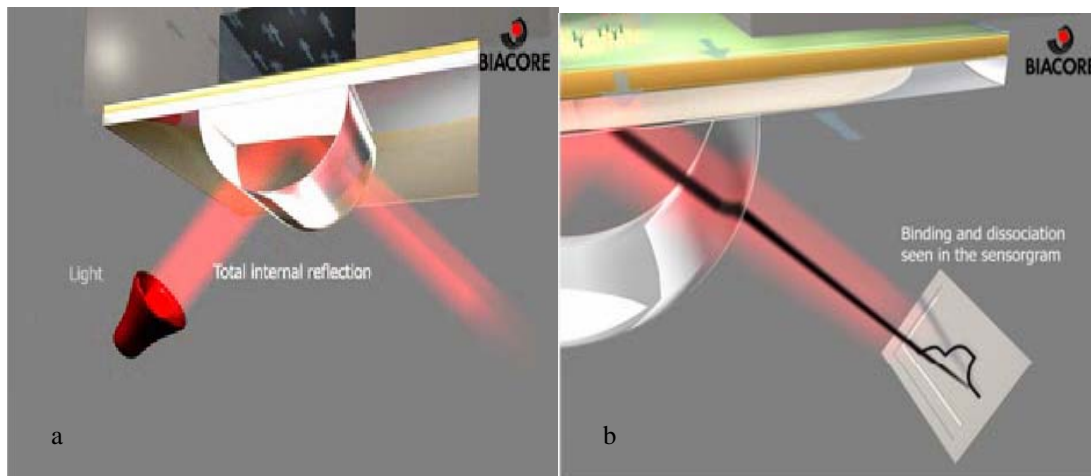 BIACORE
Light
Total internal reflection
a
BIACORE
Binding and dissociation
seen in the sensorgram
b